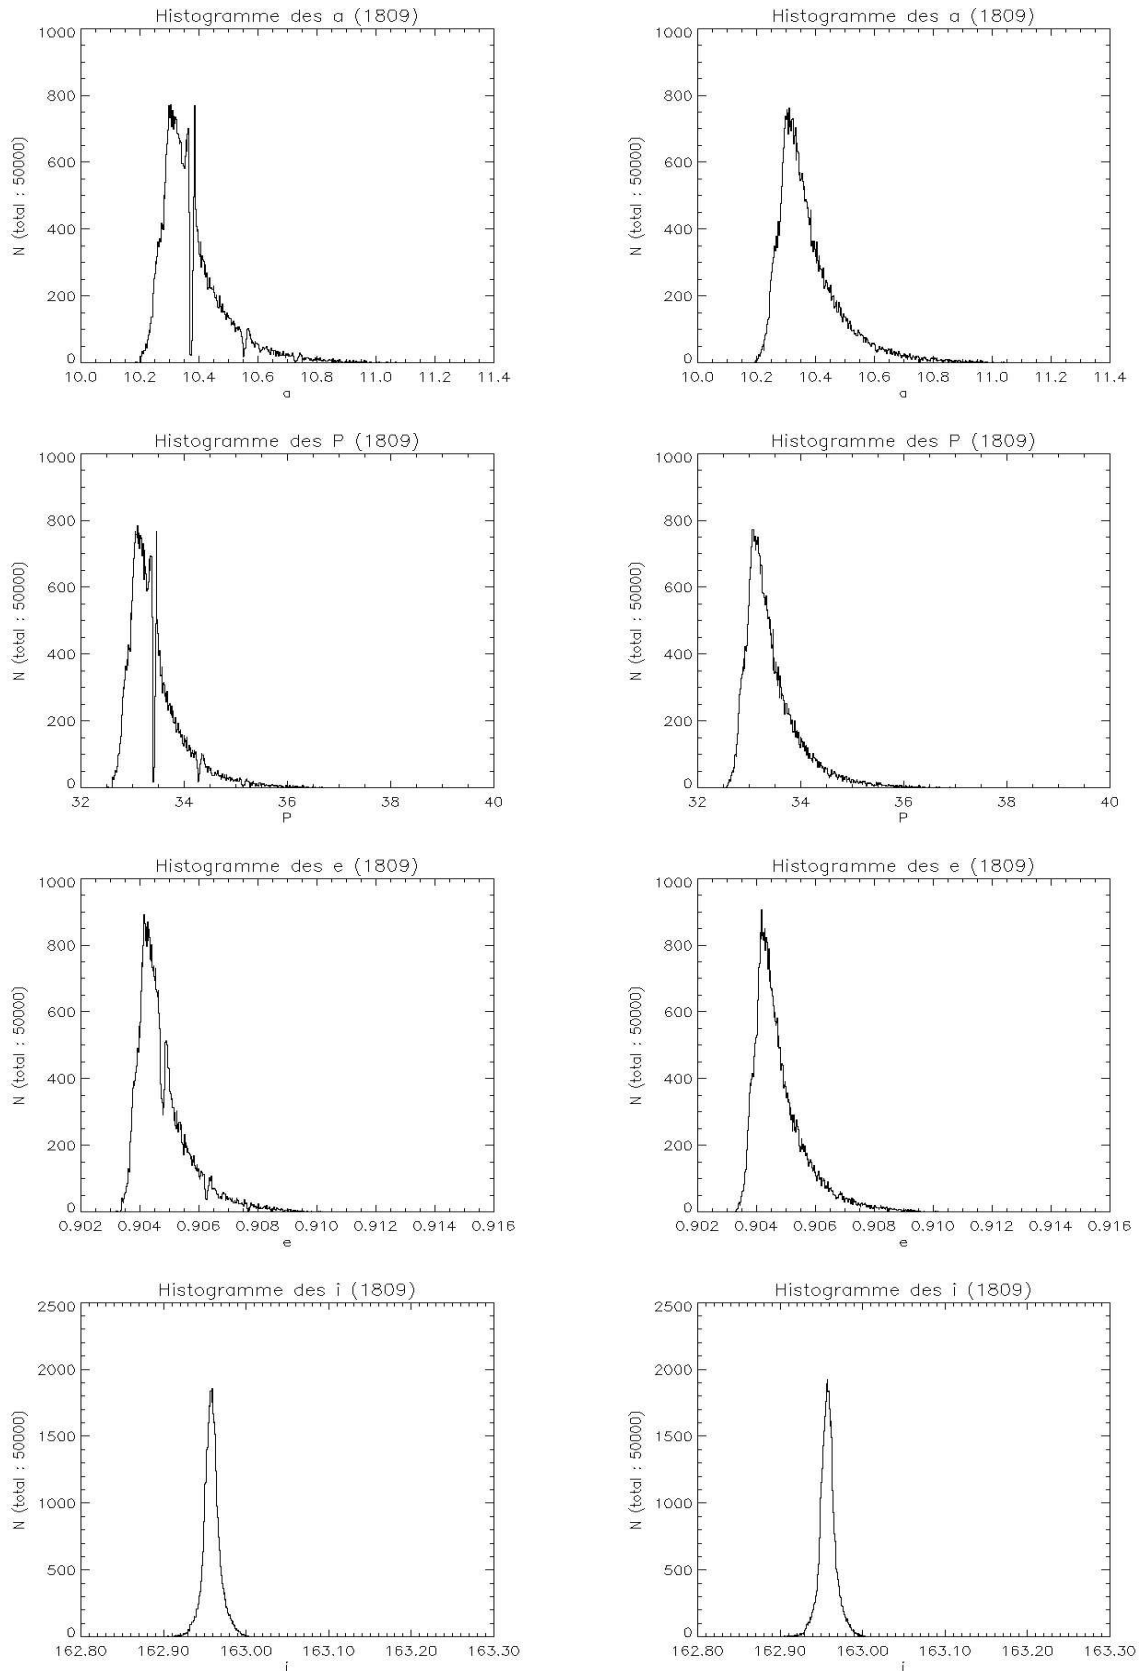 Histogramme des a (1809)
N (total : 50000)
1000
800
600
400
200
0
10.0 10.2 10.4 10.6 10.8 11.0 11.2 11.4
a
Histogramme des a (1809)
N (total : 50000)
1000
800
600
400
200
0
10.0 10.2 10.4 10.6 10.8 11.0 11.2 11.4
a
Histogramme des P (1809)
N (total : 50000)
1000
800
600
400
200
0
32 34 36 38 40
P
Histogramme des P (1809)
N (total : 50000)
1000
800
600
400
200
0
32 34 36 38 40
P
Histogramme des e (1809)
N (total : 50000)
1000
800
600
400
200
0
0.902 0.904 0.906 0.908 0.910 0.912 0.914 0.916
e
Histogramme des e (1809)
N (total : 50000)
1000
800
600
400
200
0
0.902 0.904 0.906 0.908 0.910 0.912 0.914 0.916
e
Histogramme des i (1809)
N (total : 50000)
2500
2000
1500
1000
500
0
162.80 162.90 163.00 163.10 163.20 163.30
i
Histogramme des i (1809)
N (total : 50000)
2500
2000
1500
1000
500
0
162.80 162.90 163.00 163.10 163.20 163.30
i